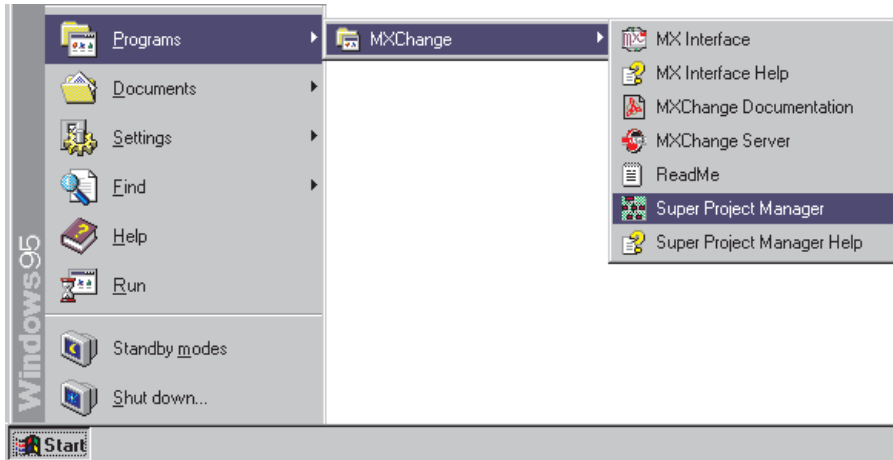 Windows95
Programs
Documents
Settings
Find
Help
Run
Standby modes
Shut down...
Start
MXChange
MX Interface
MX Interface Help
MXChange Documentation
MXChange Server
ReadMe
Super Project Manager
Super Project Manager Help